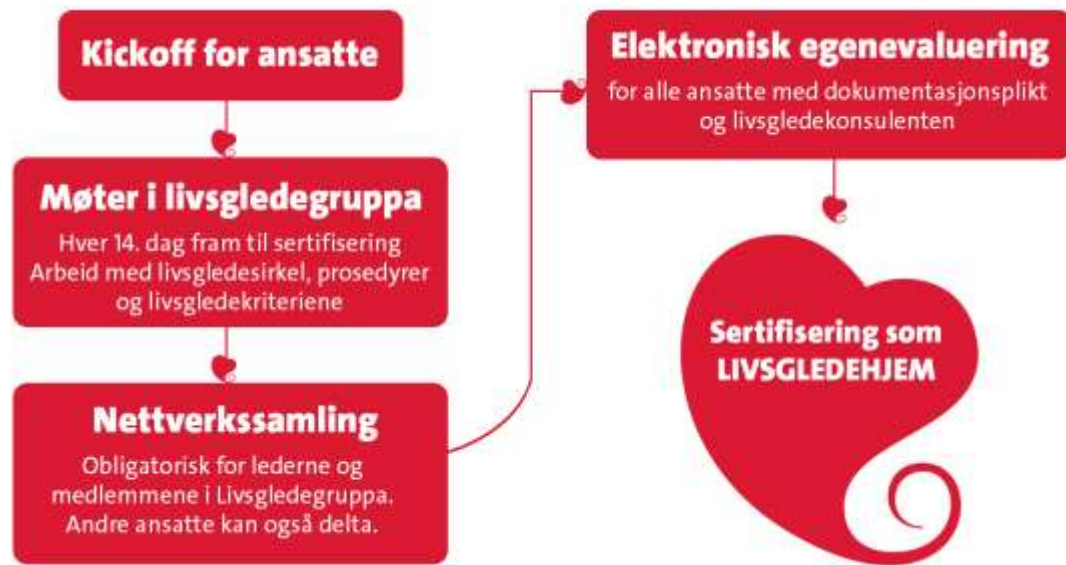 Kickoff for ansatte
Møter i livsgledegruppa
Hver 14. dag fram til sertifisering
Arbeid med livsgledesirkel, prosedyrer
og livsgledekriteriene
Nettverkssamling
Obligatorisk for lederne og
medlemmene i Livsgledegruppa.
Andre ansatte kan også delta.
Elektronisk egenevaluering
for alle ansatte med dokumentasjonsplikt
og livsgledekonsulenten
Sertifisering som
LIVSGLEDEHJEM